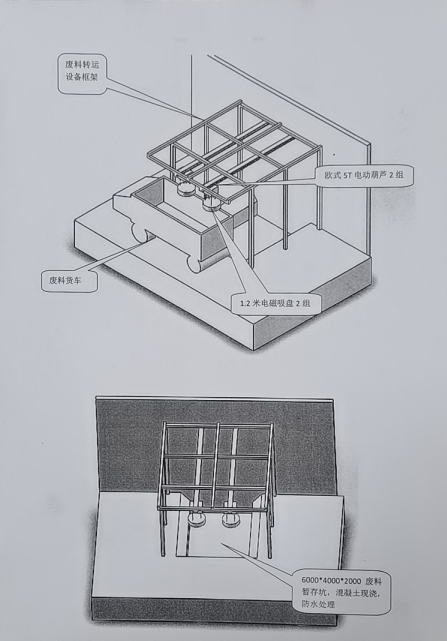 废料转运
设备框架
欧式 5T 电动葫芦 2 组
废料货车
1.2 米电磁吸盘 2 组
6000*4000*2000 废料
暂存坑，混凝土现浇，
防水处理